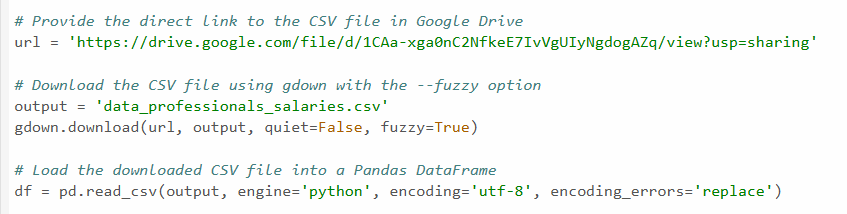 # Provide the direct link to the CSV file in Google Drive
url = 'https://drive.google.com/file/d/1CAa-xga0nC2NfkeE7IvVgUIyNgdogAZq/view?usp=sharing'
# Download the CSV file using gdown with the --fuzzy option
output = 'data_professionals_salaries.csv'
gdown.download(url, output, quiet=False, fuzzy=True)
# Load the downloaded CSV file into a Pandas DataFrame
df = pd.read_csv(output, engine='python', encoding='utf-8', encoding_errors='replace')